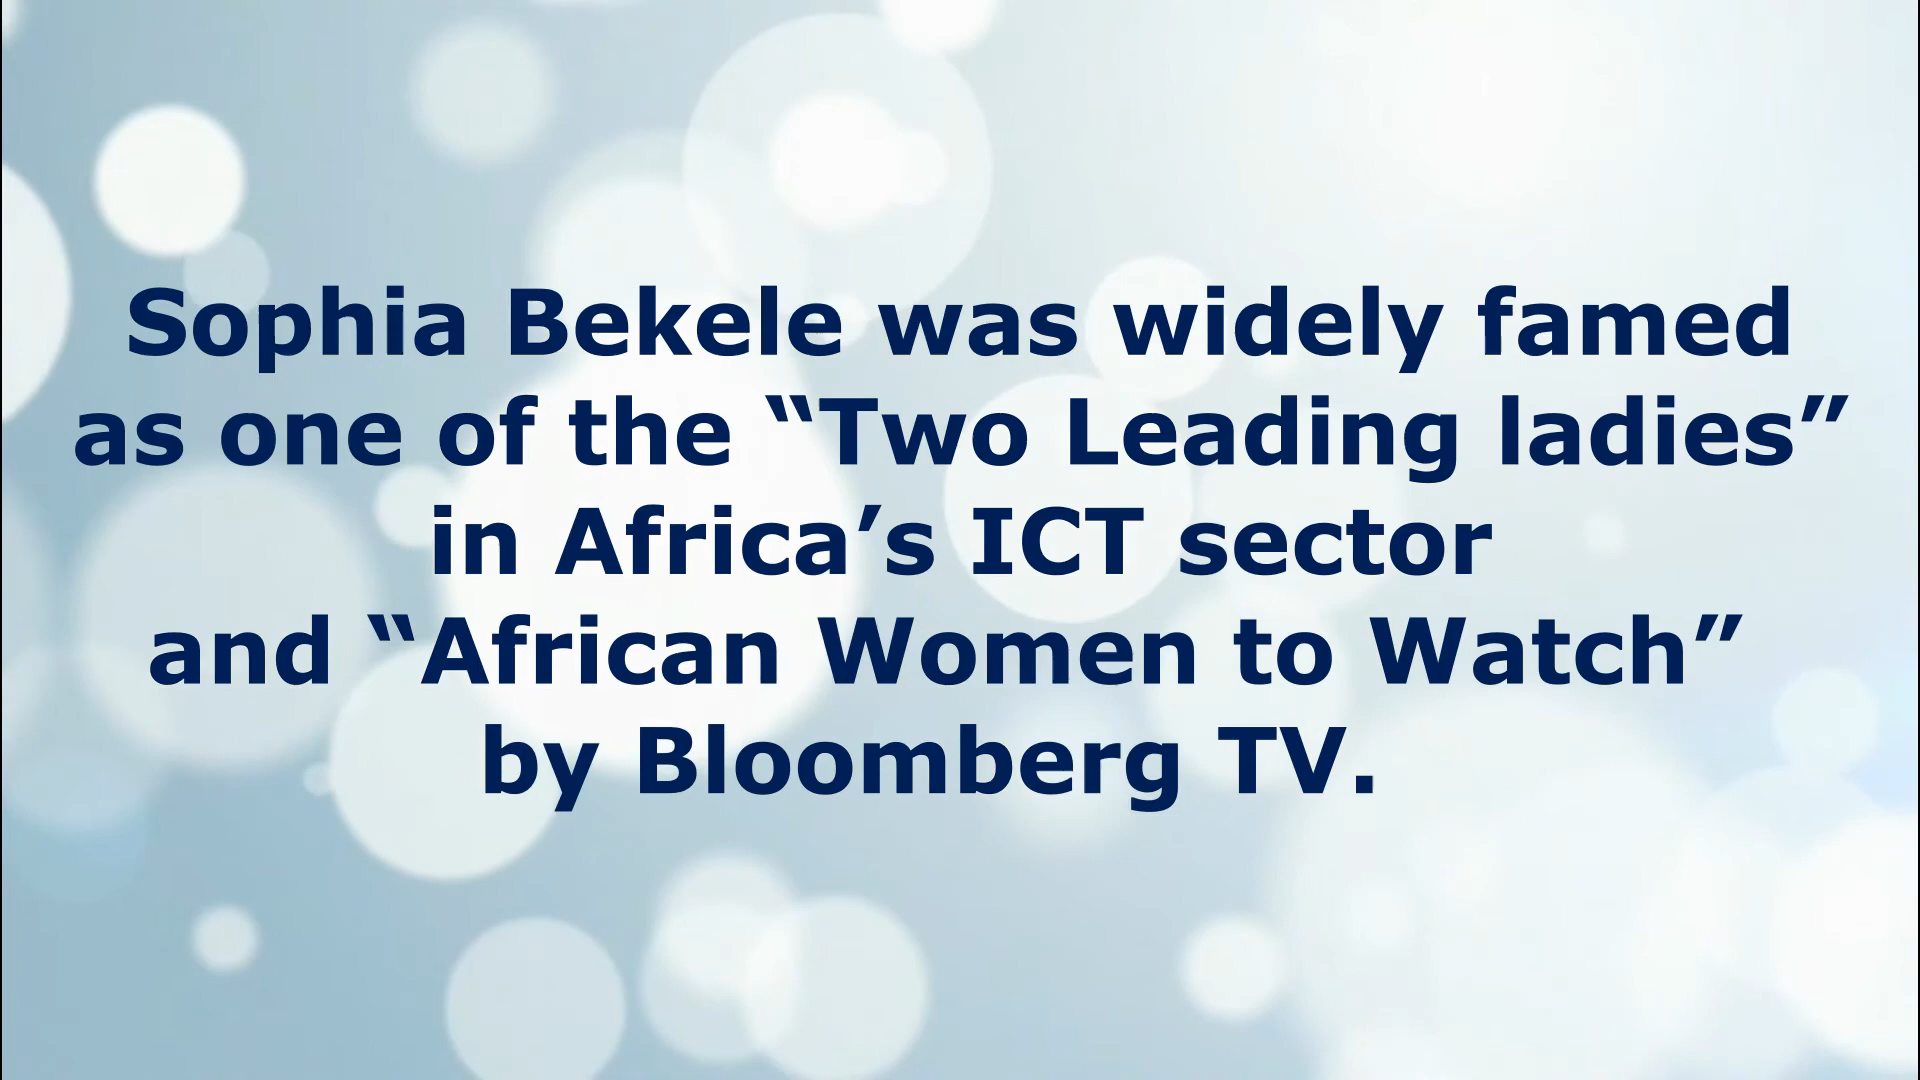 Sophia Bekele was widely famed
as one of the “Two Leading ladies”
in Africa’s ICT sector
and “African Women to Watch”
by Bloomberg TV.